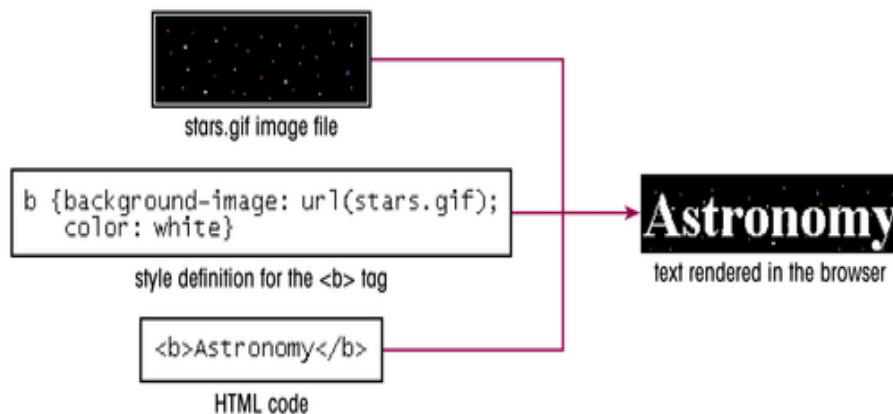 stars.gif image file
b {background-image: url(stars.gif);
color: white}
style definition for the <b> tag
<b>Astronomy</b>
HTML code
Astronomy
text rendered in the browser